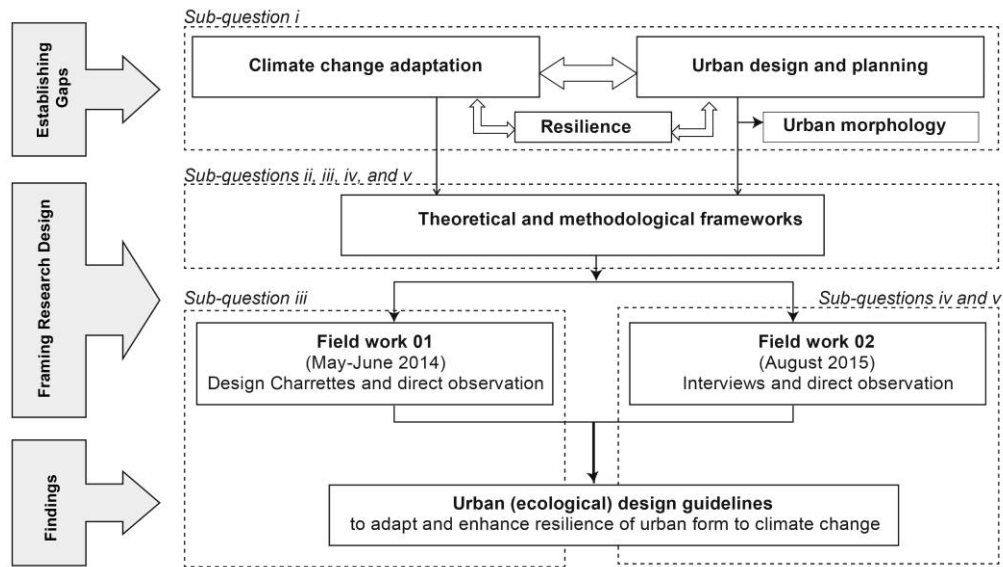 Sub-question i
Establishing
Gaps
Climate change adaptation
Urban design and planning
Resilience
Urban morphology
Sub-questions ii, iii, iv, and v
Framing Research Design
Theoretical and methodological frameworks
Sub-question iii
Sub-questions iv and v
Field work 01
(May-June 2014)
Design Charrettes and direct observation
Field work 02
(August 2015)
Interviews and direct observation
Findings
Urban (ecological) design guidelines
to adapt and enhance resilience of urban form to climate change